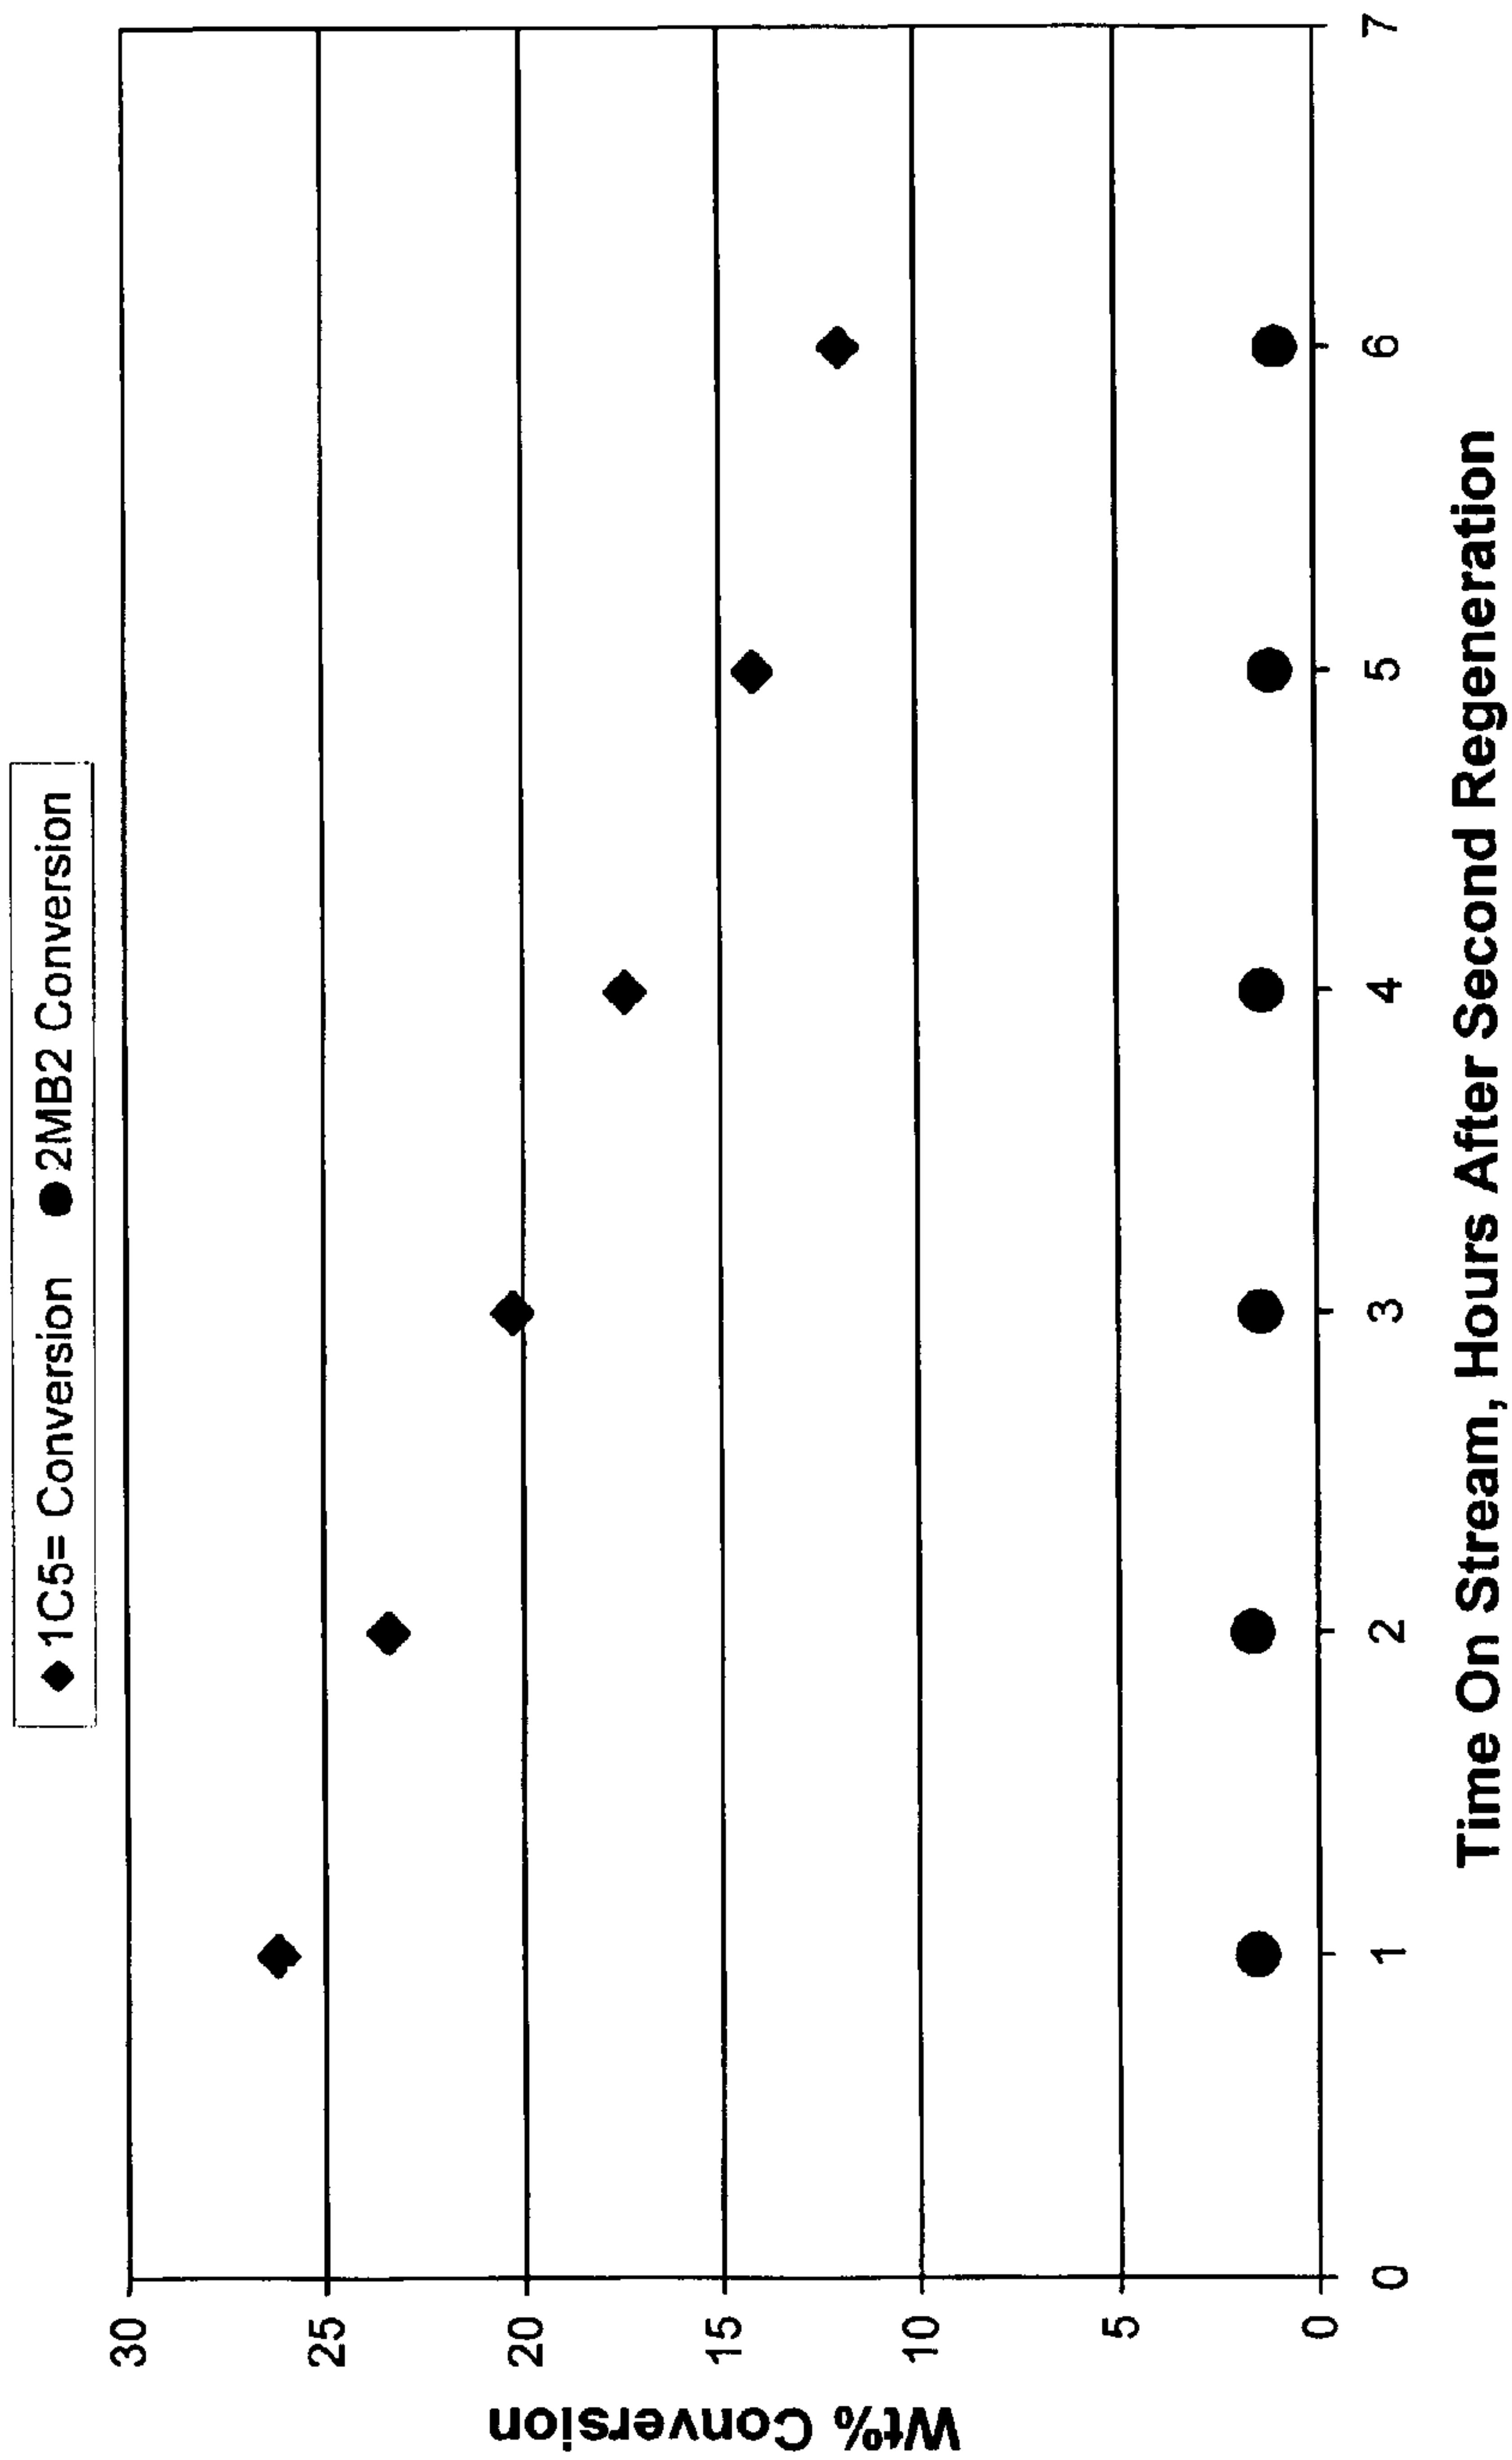 ◆ 1C5= Conversion ● 2MB2 Conversion
Wt% Conversion
30
25
20
15
10
5
0
0 1 2 3 4 5 6 7
Time On Stream, Hours After Second Regeneration